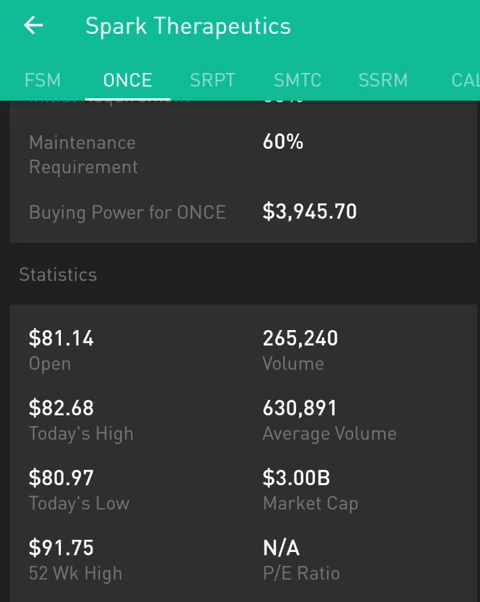 Spark Therapeutics
FSM ONCE SRPT SMTC SSRM CAL
Maintenance 60%
Requirement
Buying Power for ONCE $3,945.70
Statistics
$81.14 265,240
Open Volume
$82.68 630,891
Today's High Average Volume
$80.97 $3.00B
Today's Low Market Cap
$91.75 N/A
52 Wk High P/E Ratio